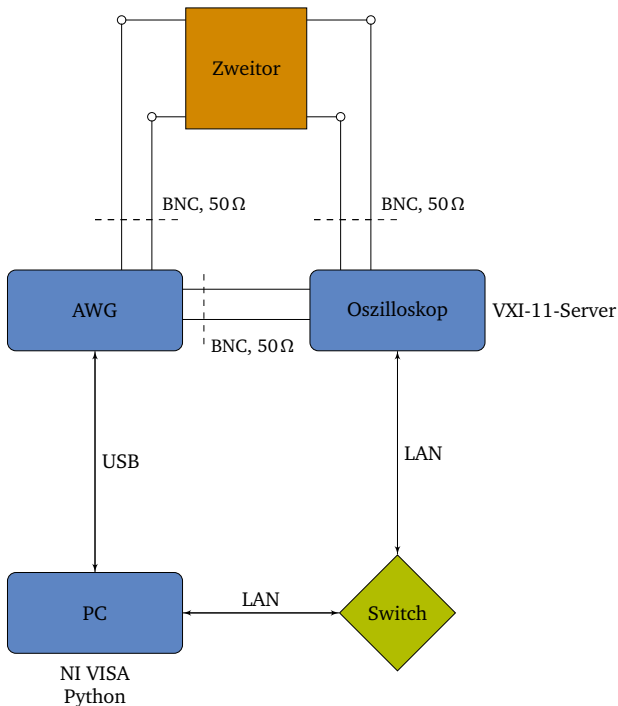 Zweitor
BNC, 50 Ω
BNC, 50 Ω
AWG
Oszilloskop
VXI-11-Server
BNC, 50 Ω
USB
LAN
PC
LAN
Switch
NI VISA
Python